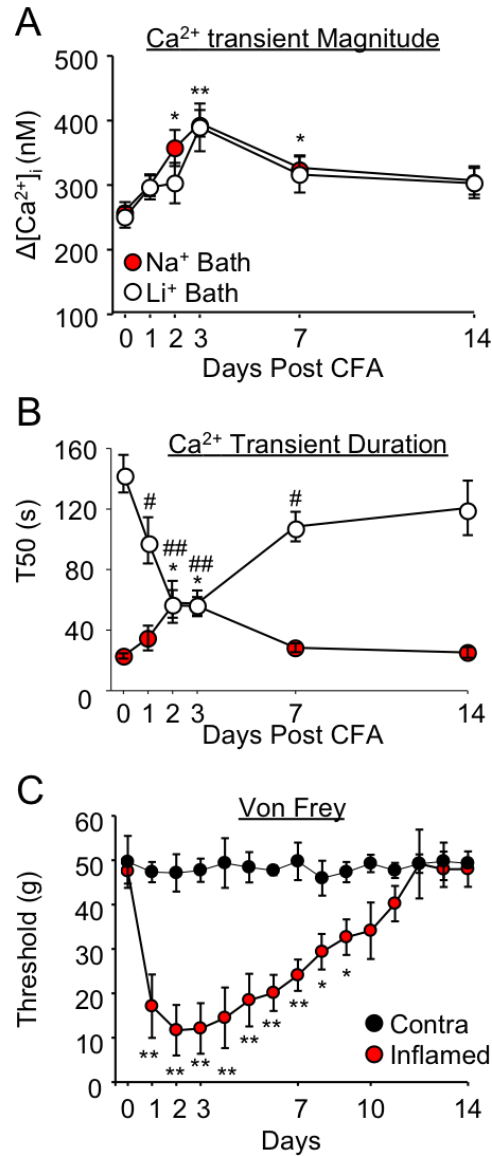 A
Ca²⁺ transient Magnitude
500
400
300
200
100
Δ[Ca²⁺]ᵢ (nM)
*
**
*
Na⁺ Bath
Li⁺ Bath
0 1 2 3 7 14
Days Post CFA
B
Ca²⁺ Transient Duration
160
120
80
40
0
T50 (s)
#
##
*
##
*
#
0 1 2 3 7 14
Days Post CFA
C
Von Frey
60
50
40
30
20
10
0
Threshold (g)
**
**
**
**
**
**
**
*
*
Contra
Inflamed
0 1 2 3 7 10 14
Days